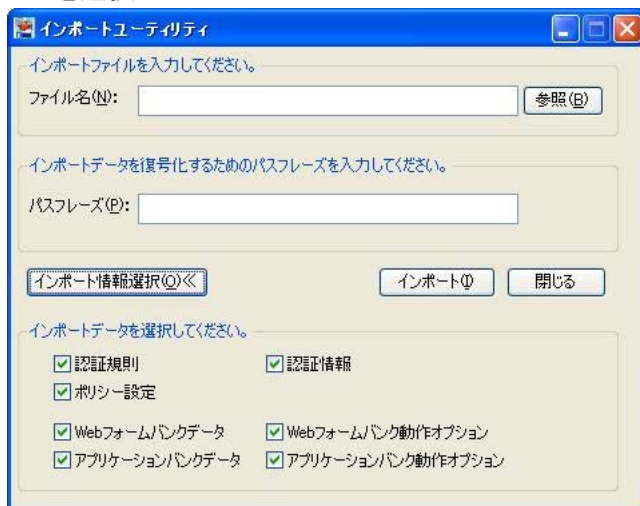 インポートユーティリティ
インポートファイルを入力してください。
ファイル名(N):
参照(B)
インポートデータを復号化するためのパスフレーズを入力してください。
パスフレーズ(P):
インポート情報選択(O)≪
インポート(I)
閉じる
インポートデータを選択してください。
認証規則
認証情報
ポリシー設定
Webフォームバンクデータ
Webフォームバンク動作オプション
アプリケーションバンクデータ
アプリケーションバンク動作オプション